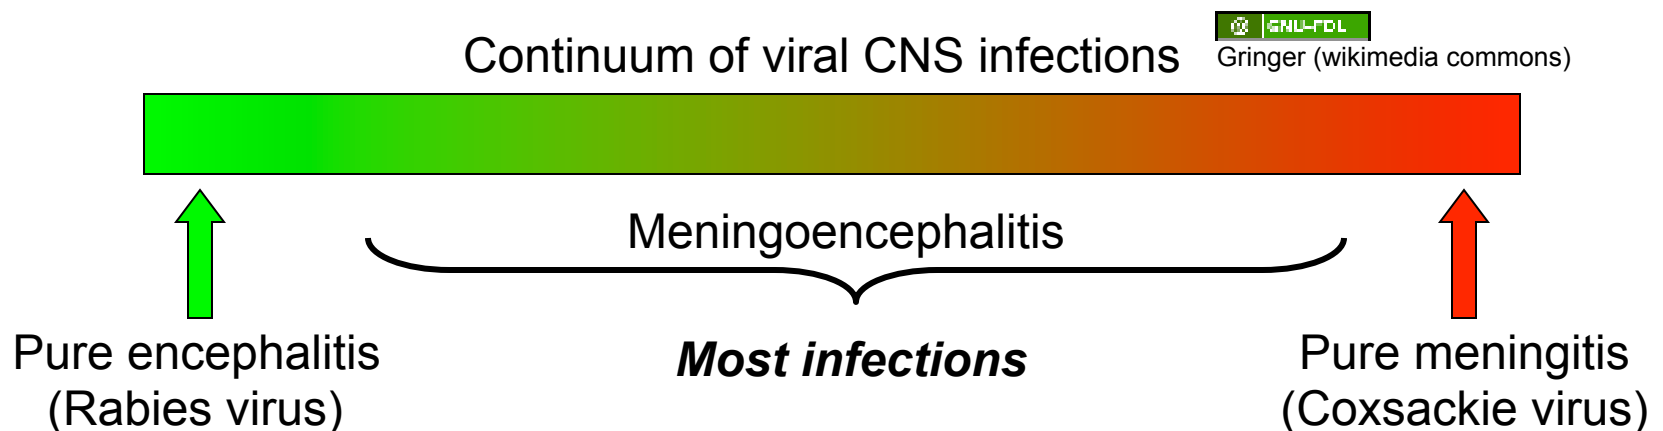 Continuum of viral CNS infections
GNU-FDL
Gringer (wikimedia commons)
Meningoencephalitis
Most infections
Pure encephalitis
(Rabies virus)
Pure meningitis
(Coxsackie virus)